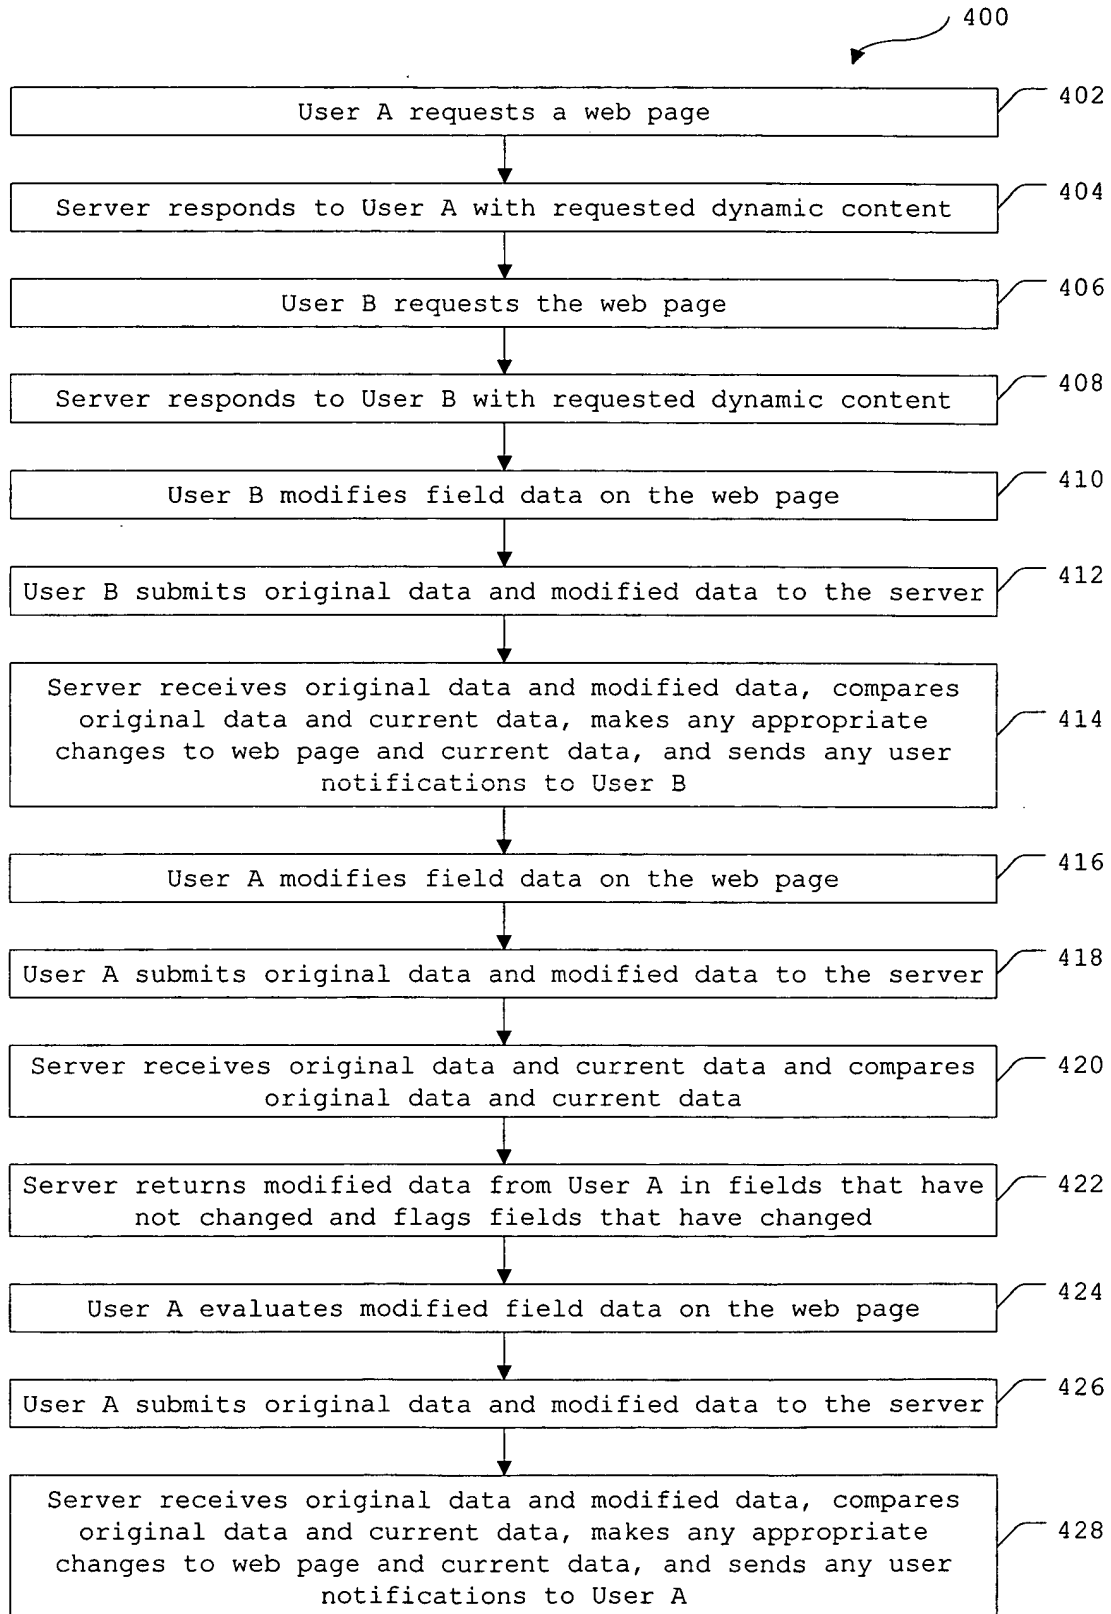 400
User A requests a web page
402
Server responds to User A with requested dynamic content
404
User B requests the web page
406
Server responds to User B with requested dynamic content
408
User B modifies field data on the web page
410
User B submits original data and modified data to the server
412
Server receives original data and modified data, compares
original data and current data, makes any appropriate
changes to web page and current data, and sends any user
notifications to User B
414
User A modifies field data on the web page
416
User A submits original data and modified data to the server
418
Server receives original data and current data and compares
original data and current data
420
Server returns modified data from User A in fields that have
not changed and flags fields that have changed
422
User A evaluates modified field data on the web page
424
User A submits original data and modified data to the server
426
Server receives original data and modified data, compares
original data and current data, makes any appropriate
changes to web page and current data, and sends any user
notifications to User A
428